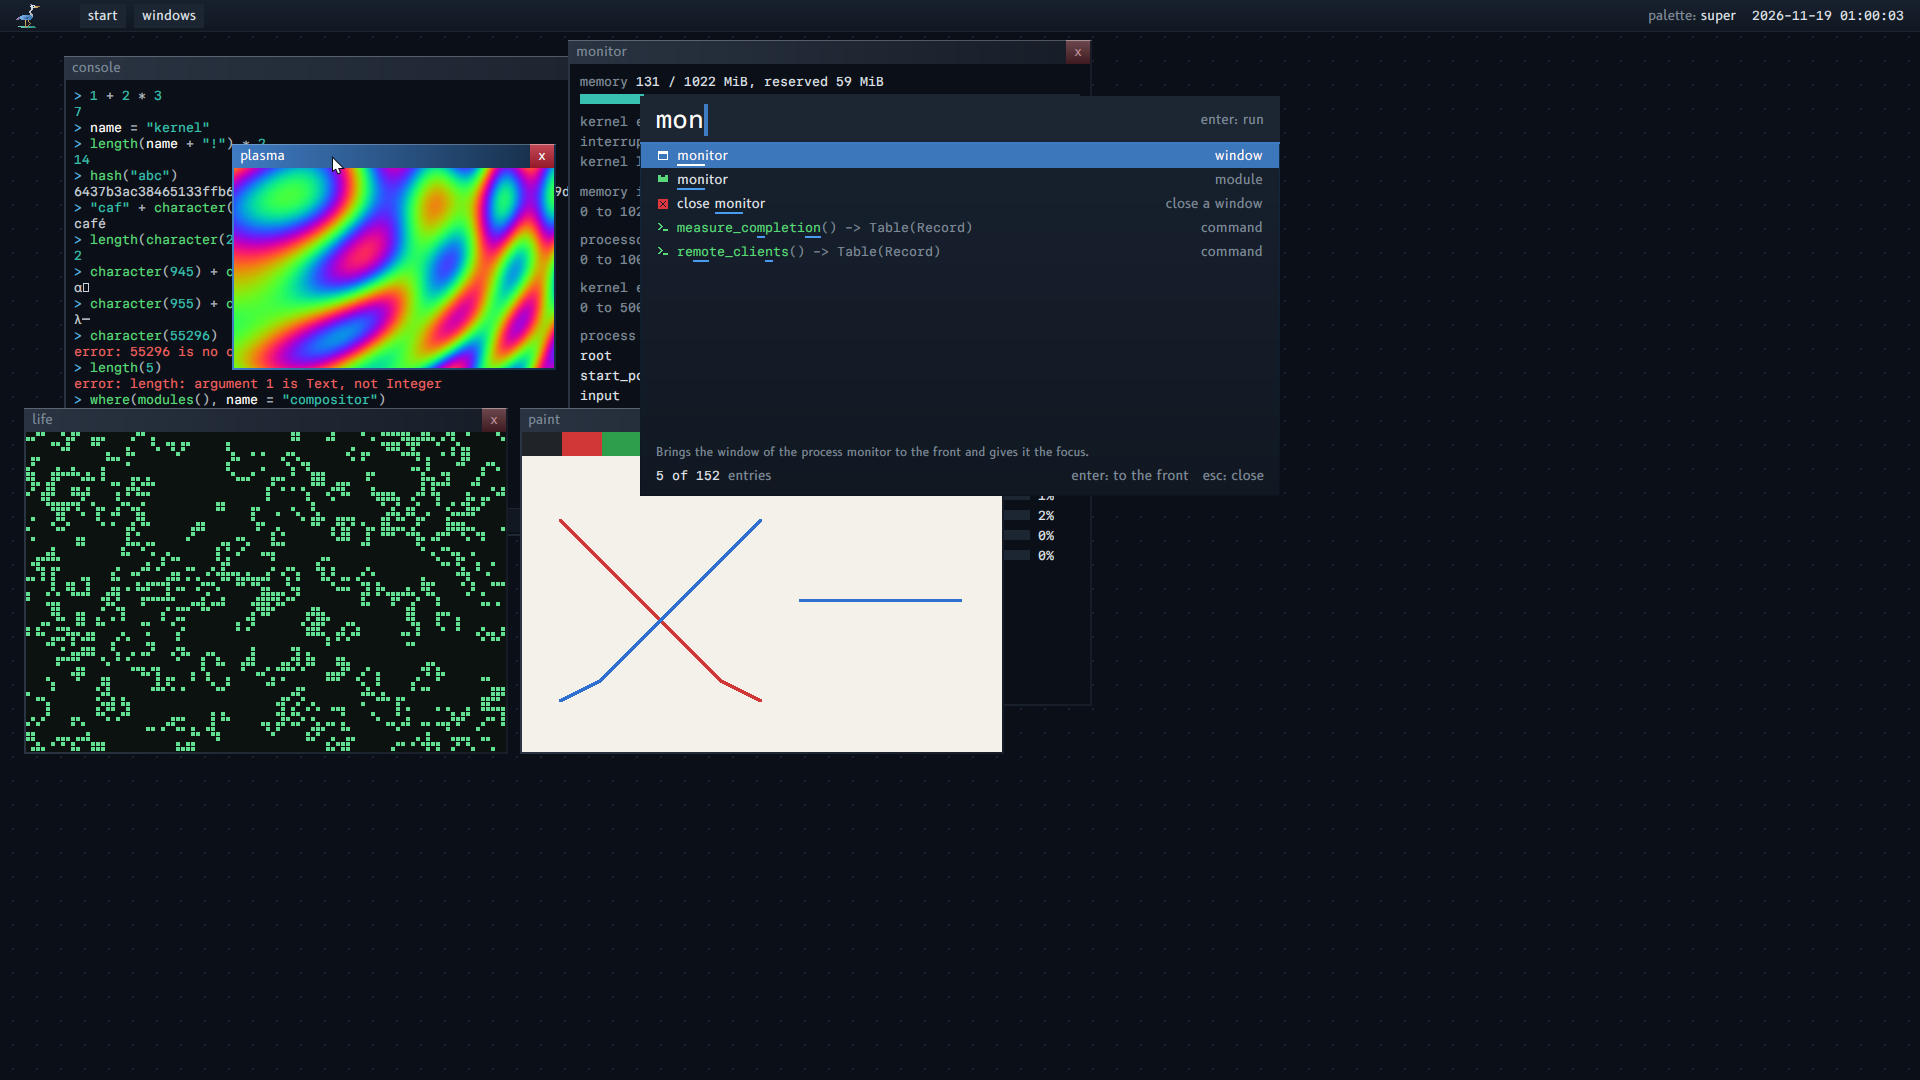 start windows palette: super 2026-11-19 01:00:03
console
> 1 + 2 * 3
7
> name = "kernel"
> length(name + "!") * 2
14
> hash("abc")
6437b3ac38465133ffb6
> "caf" + character(
café
> length(character(2
2
> character(945) + c
α
> character(955) + c
λ—
> character(55296)
error: 55296 is no c
> length(5)
error: length: argument 1 is Text, not Integer
> where(modules(), name = "compositor")
plasma x
monitor x
memory 131 / 1022 MiB, reserved 59 MiB
kernel e
interrup
kernel l
memory i
0 to 102
processo
0 to 100
kernel e
0 to 500
process
root
start_po
input
1%
2%
0%
0%
mon enter: run
monitor window
monitor module
close monitor close a window
>_ measure_completion() -> Table(Record) command
>_ remote_clients() -> Table(Record) command
Brings the window of the process monitor to the front and gives it the focus.
5 of 152 entries enter: to the front esc: close
life x
paint